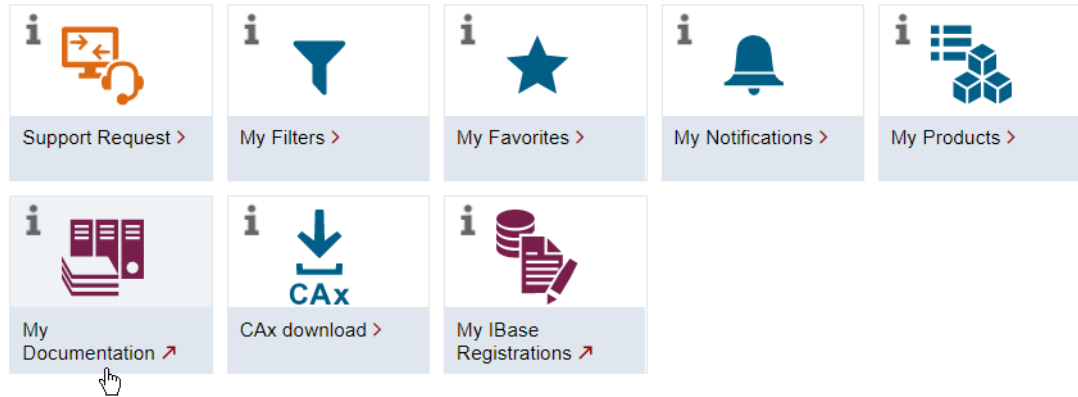 Support Request >
My Filters >
My Favorites >
My Notifications >
My Products >
CAx
My
Documentation ↗
CAx download >
My IBase
Registrations ↗